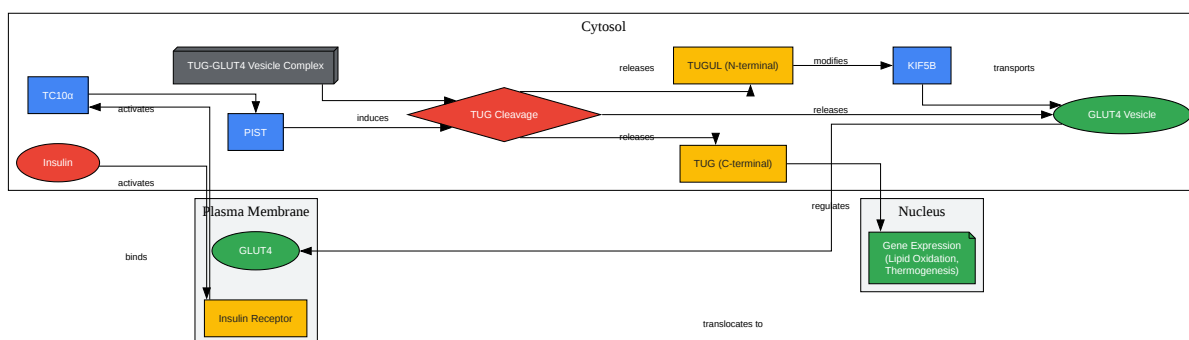 Cytosol
TUG-GLUT4 Vesicle Complex
TUGUL (N-terminal)
modifies
KIF5B
releases
transports
TC10α
activates
PIST
induces
TUG Cleavage
releases
GLUT4 Vesicle
releases
Insulin
TUG (C-terminal)
activates
regulates
Plasma Membrane
Nucleus
GLUT4
Gene Expression
(Lipid Oxidation,
Thermogenesis)
binds
Insulin Receptor
translocates to